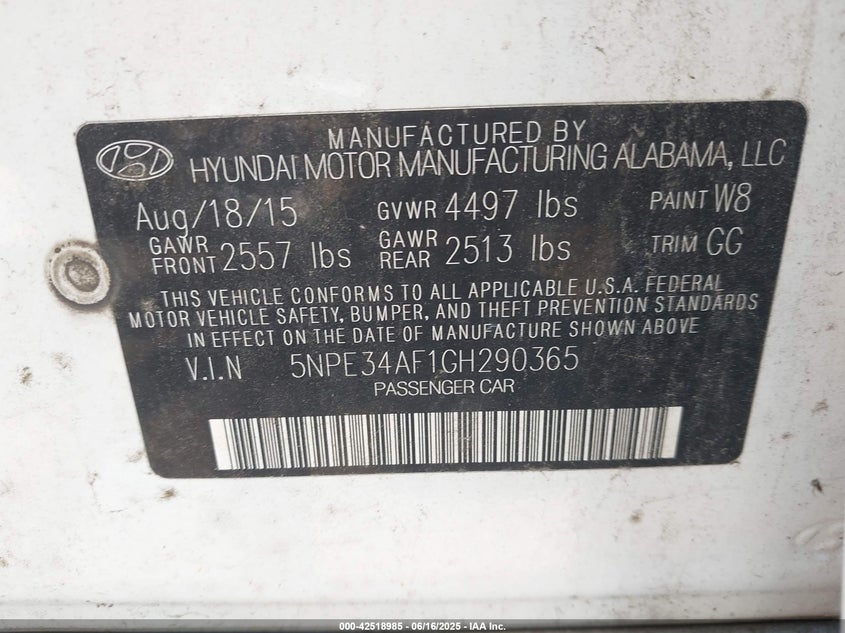 MANUFACTURED BY
HYUNDAI MOTOR MANUFACTURING ALABAMA, LLC
Aug/18/15 GVWR 4497 lbs PAINT W8
GAWR FRONT 2557 lbs GAWR REAR 2513 lbs TRIM GG
THIS VEHICLE CONFORMS TO ALL APPLICABLE U.S.A. FEDERAL
MOTOR VEHICLE SAFETY, BUMPER, AND THEFT PREVENTION STANDARDS
IN EFFECT ON THE DATE OF MANUFACTURE SHOWN ABOVE
V.I.N 5NPE34AF1GH290365
PASSENGER CAR
000-42518985 - 06/16/2025 - IAA Inc.